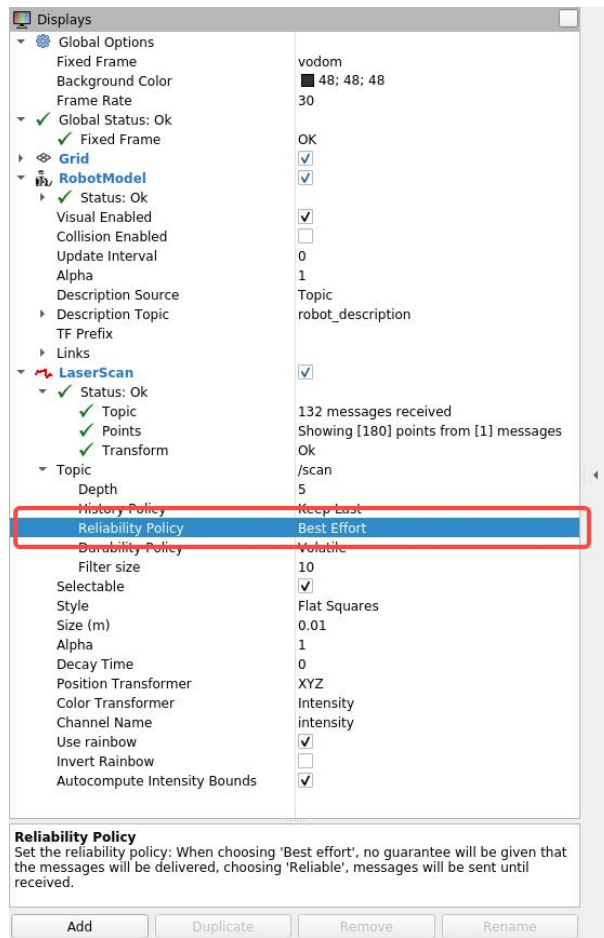 Displays
Global Options
Fixed Frame vodom
Background Color 48; 48; 48
Frame Rate 30
Global Status: Ok
Fixed Frame OK
Grid
RobotModel
Status: Ok
Visual Enabled
Collision Enabled
Update Interval 0
Alpha 1
Description Source Topic
Description Topic robot_description
TF Prefix
Links
LaserScan
Status: Ok
Topic 132 messages received
Points Showing [180] points from [1] messages
Transform Ok
Topic /scan
Depth 5
History Policy Keep Last
Reliability Policy Best Effort
Durability Policy Volatile
Filter size 10
Selectable
Style Flat Squares
Size (m) 0.01
Alpha 1
Decay Time 0
Position Transformer XYZ
Color Transformer Intensity
Channel Name intensity
Use rainbow
Invert Rainbow
Autocompute Intensity Bounds
Reliability Policy
Set the reliability policy: When choosing 'Best effort', no guarantee will be given that
the messages will be delivered, choosing 'Reliable', messages will be sent until
received.
Add Duplicate Remove Rename